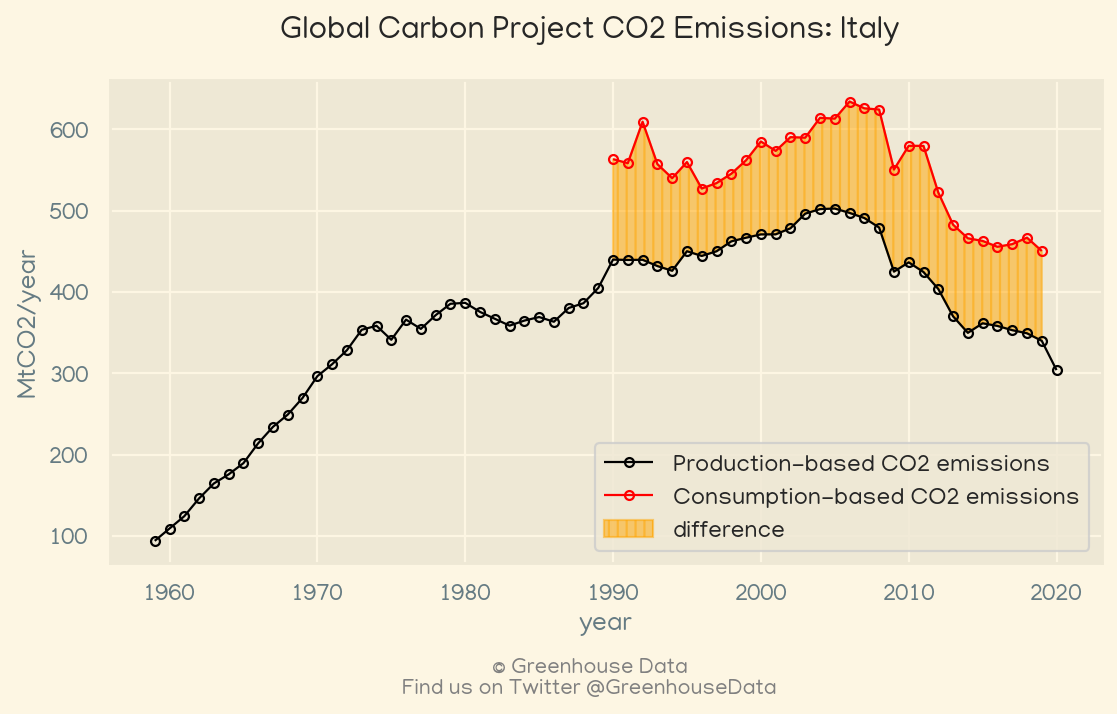 Global Carbon Project CO2 Emissions: Italy
MtCO2/year
600
500
400
300
200
100
Production-based CO2 emissions
Consumption-based CO2 emissions
difference
1960 1970 1980 1990 2000 2010 2020
year
© Greenhouse Data
Find us on Twitter @GreenhouseData